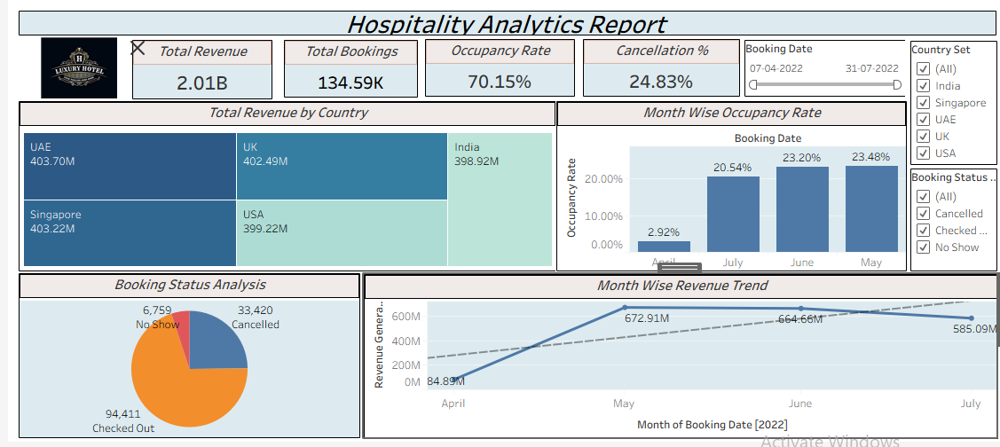 Hospitality Analytics Report
H
LUXURY HOTEL
Total Revenue
2.01B
Total Bookings
134.59K
Occupancy Rate
70.15%
Cancellation %
24.83%
Booking Date
07-04-2022 31-07-2022
Country Set
(All)
India
Singapore
UAE
UK
USA
Total Revenue by Country
UAE
403.70M
UK
402.49M
India
398.92M
Singapore
403.22M
USA
399.22M
Month Wise Occupancy Rate
Booking Date
Occupancy Rate
20.00%
10.00%
0.00%
2.92%
20.54%
23.20%
23.48%
April July June May
Booking Status ..
(All)
Cancelled
Checked ...
No Show
Booking Status Analysis
6,759
No Show
33,420
Cancelled
94,411
Checked Out
Month Wise Revenue Trend
Revenue Genera..
600M
400M
200M
0M
84.89M
672.91M
664.66M
585.09M
April May June July
Month of Booking Date [2022]
Activate Windows